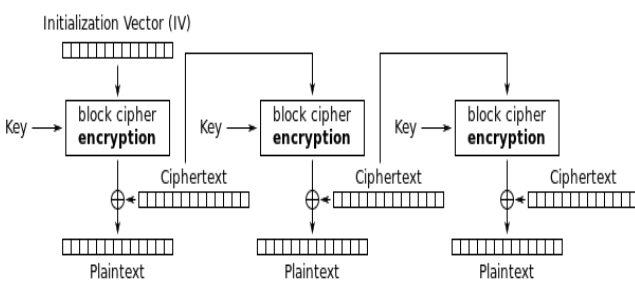 Initialization Vector (IV)
Key
block cipher
encryption
Key
block cipher
encryption
Key
block cipher
encryption
Ciphertext
Ciphertext
Ciphertext
Plaintext
Plaintext
Plaintext